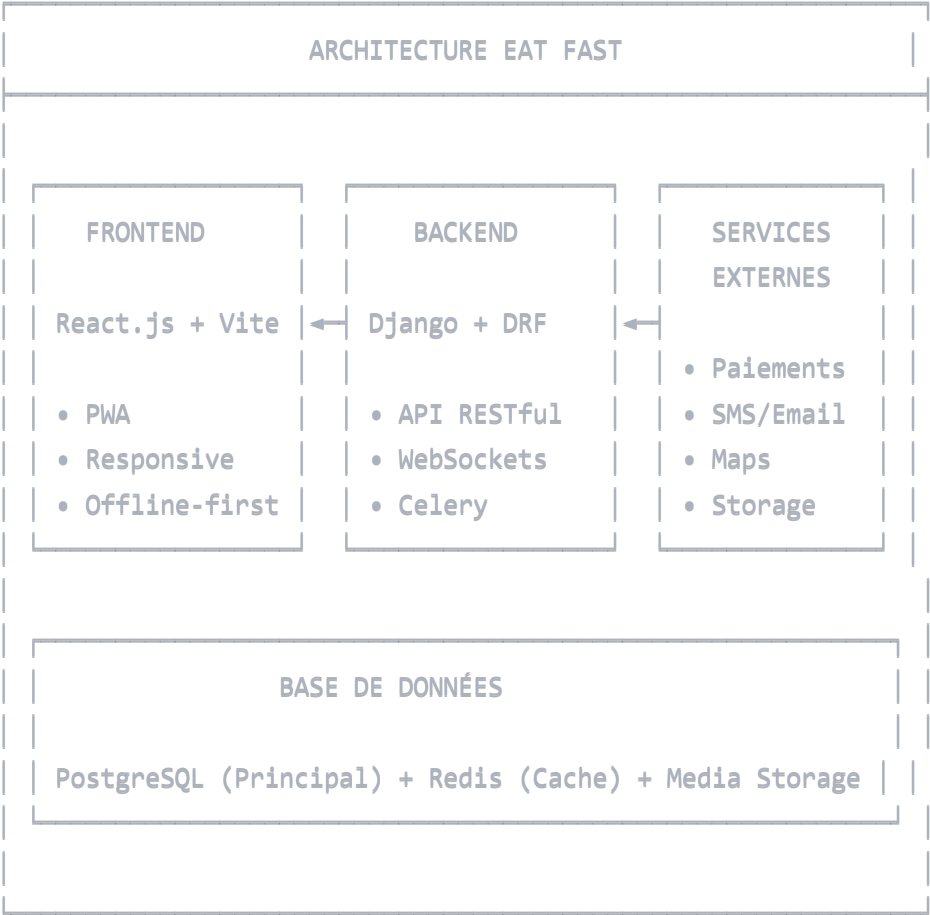 ARCHITECTURE EAT FAST
FRONTEND
React.js + Vite
• PWA
• Responsive
• Offline-first
BACKEND
Django + DRF
• API RESTful
• WebSockets
• Celery
SERVICES
EXTERNES
• Paiements
• SMS/Email
• Maps
• Storage
BASE DE DONNÉES
PostgreSQL (Principal) + Redis (Cache) + Media Storage